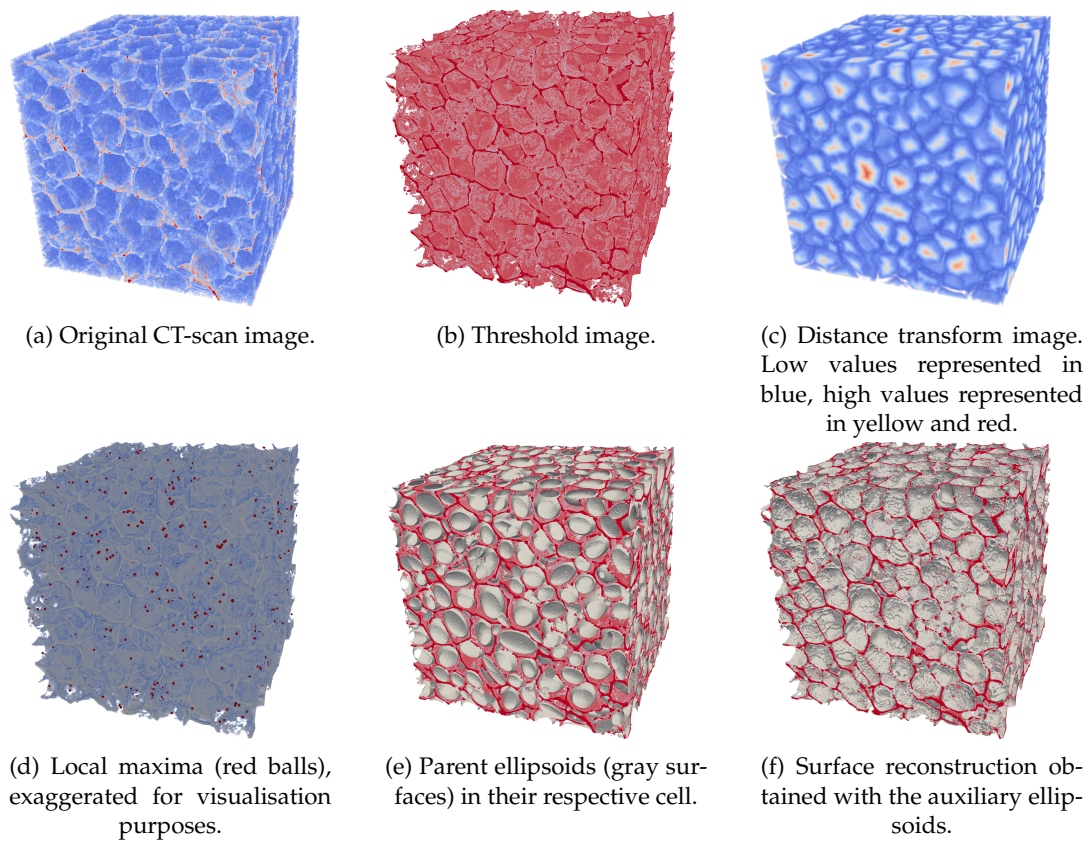 (a) Original CT-scan image.
(b) Threshold image.
(c) Distance transform image.
Low values represented in
blue, high values represented
in yellow and red.
(d) Local maxima (red balls),
exaggerated for visualisation
purposes.
(e) Parent ellipsoids (gray sur-
faces) in their respective cell.
(f) Surface reconstruction ob-
tained with the auxiliary ellip-
soids.